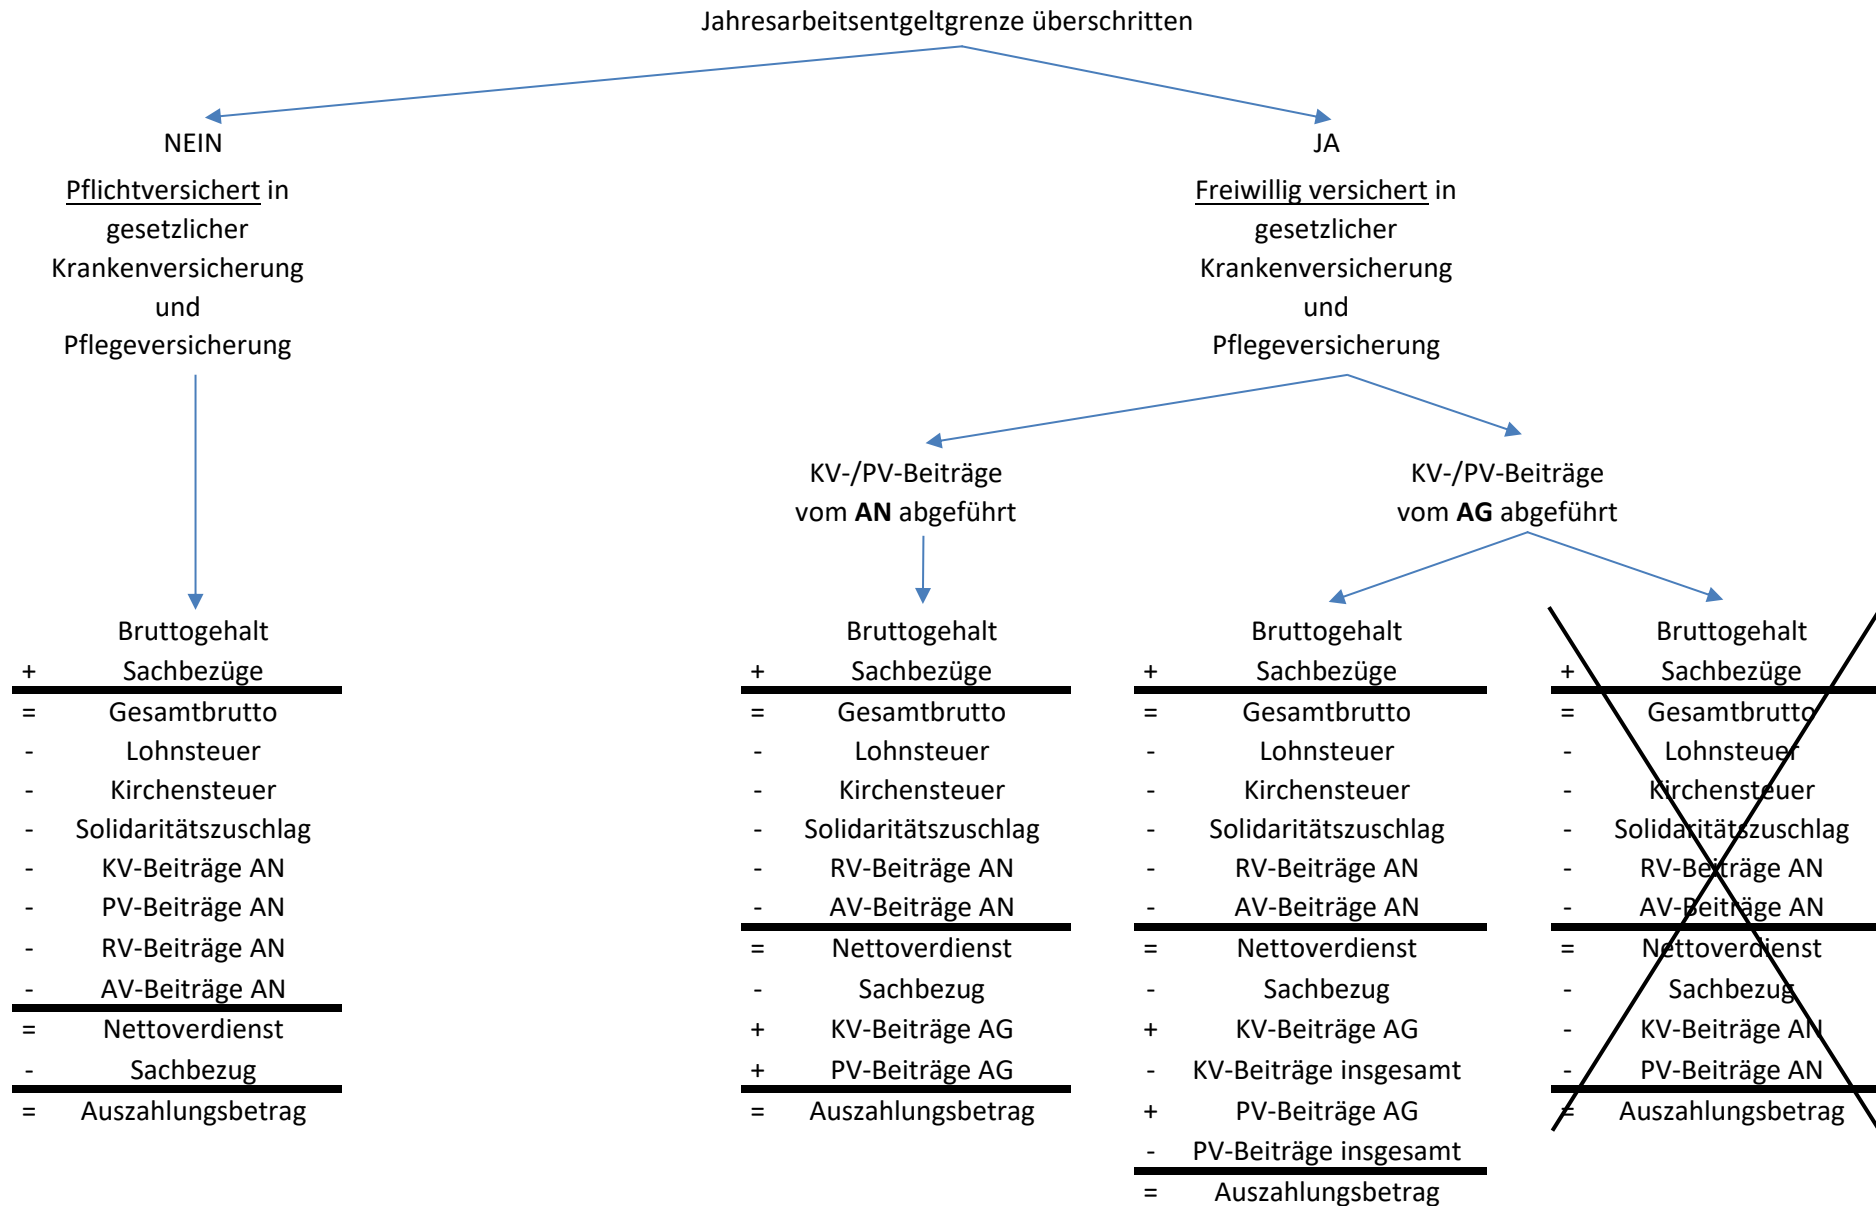 Jahresarbeitsentgeltgrenze überschritten
NEIN
Pflichtversichert in
gesetzlicher
Krankenversicherung
und
Pflegeversicherung
JA
Freiwillig versichert in
gesetzlicher
Krankenversicherung
und
Pflegeversicherung
KV-/PV-Beiträge
vom AN abgeführt
KV-/PV-Beiträge
vom AG abgeführt
Bruttogehalt
+ Sachbezüge
= Gesamtbrutto
- Lohnsteuer
- Kirchensteuer
- Solidaritätszuschlag
- KV-Beiträge AN
- PV-Beiträge AN
- RV-Beiträge AN
- AV-Beiträge AN
= Nettoverdienst
- Sachbezug
= Auszahlungsbetrag
Bruttogehalt
+ Sachbezüge
= Gesamtbrutto
- Lohnsteuer
- Kirchensteuer
- Solidaritätszuschlag
- RV-Beiträge AN
- AV-Beiträge AN
= Nettoverdienst
- Sachbezug
+ KV-Beiträge AG
+ PV-Beiträge AG
= Auszahlungsbetrag
Bruttogehalt
+ Sachbezüge
= Gesamtbrutto
- Lohnsteuer
- Kirchensteuer
- Solidaritätszuschlag
- RV-Beiträge AN
- AV-Beiträge AN
= Nettoverdienst
- Sachbezug
+ KV-Beiträge AG
- KV-Beiträge insgesamt
+ PV-Beiträge AG
- PV-Beiträge insgesamt
= Auszahlungsbetrag
Bruttogehalt
+ Sachbezüge
= Gesamtbrutto
- Lohnsteuer
- Kirchensteuer
- Solidaritätszuschlag
- RV-Beiträge AN
- AV-Beiträge AN
= Nettoverdienst
- Sachbezug
- KV-Beiträge AN
- PV-Beiträge AN
= Auszahlungsbetrag